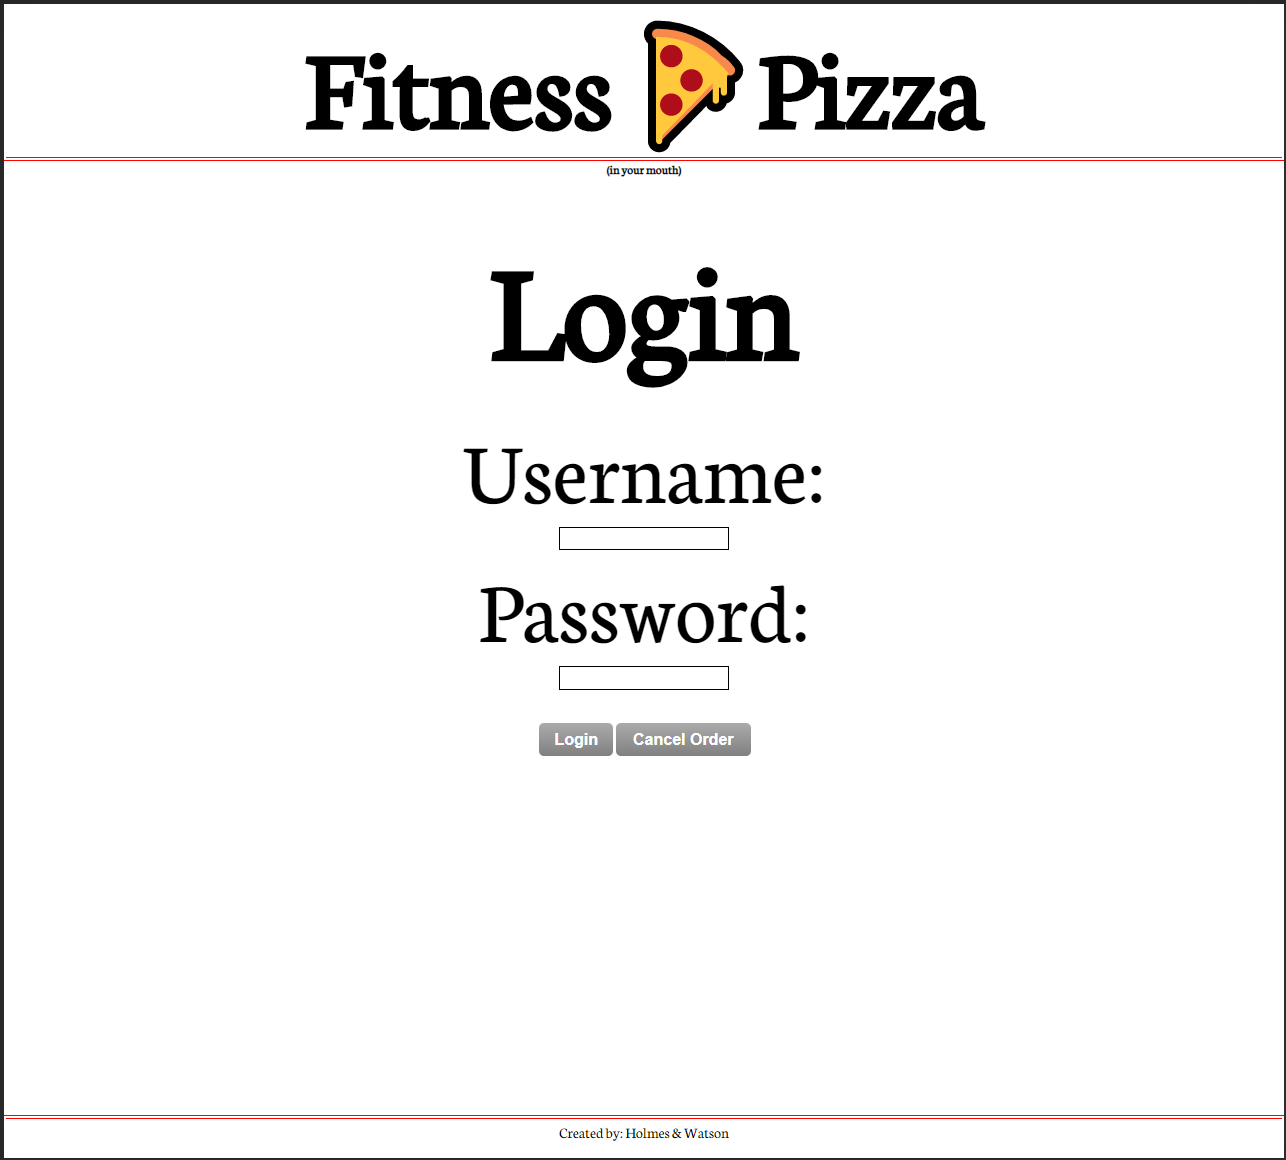 Fitness Pizza
(in your mouth)
Login
Username:
Password:
Login Cancel Order
Created by: Holmes & Watson